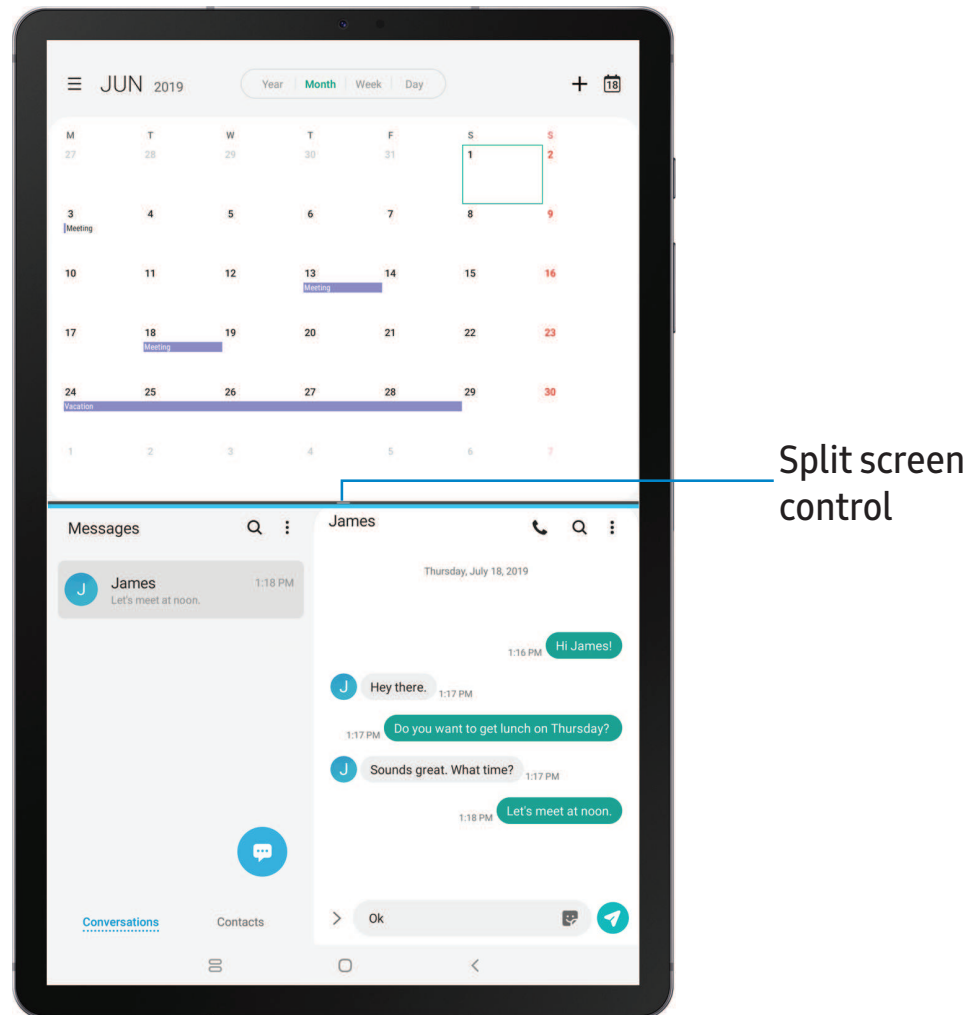 JUN 2019
Year Month Week Day
18
M T W T F S S
27 28 29 30 31 1 2
3 4 5 6 7 8 9
Meeting
10 11 12 13 14 15 16
Meeting
17 18 19 20 21 22 23
Meeting
24 25 26 27 28 29 30
Vacation
1 2 3 4 5 6 7
Split screen
control
Messages
J
James 1:18 PM
Let's meet at noon.
Conversations Contacts
James
Thursday, July 18, 2019
1:16 PM Hi James!
J Hey there. 1:17 PM
1:17 PM Do you want to get lunch on Thursday?
J Sounds great. What time? 1:17 PM
1:18 PM Let's meet at noon.
Ok